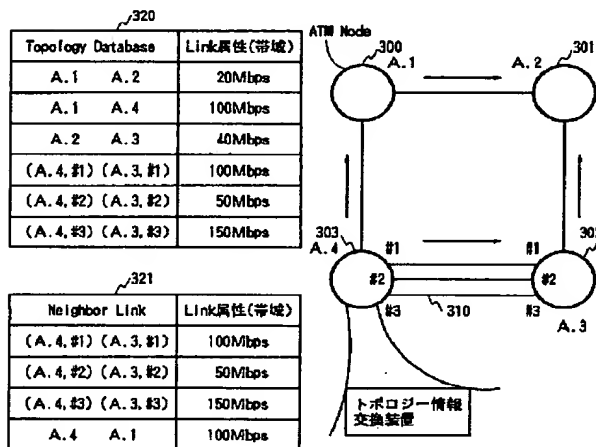 320
Topology Database Link属性(帯域)
A.1 A.2 20Mbps
A.1 A.4 100Mbps
A.2 A.3 40Mbps
(A.4,#1) (A.3,#1) 100Mbps
(A.4,#2) (A.3,#2) 50Mbps
(A.4,#3) (A.3,#3) 150Mbps
321
Neighbor Link Link属性(帯域)
(A.4,#1) (A.3,#1) 100Mbps
(A.4,#2) (A.3,#2) 50Mbps
(A.4,#3) (A.3,#3) 150Mbps
A.4 A.1 100Mbps
ATM Node
300
A.1
A.2
301
303
A.4
#1
#2
#3
310
#1
#2
#3
A.3
トポロジー情報
交換装置